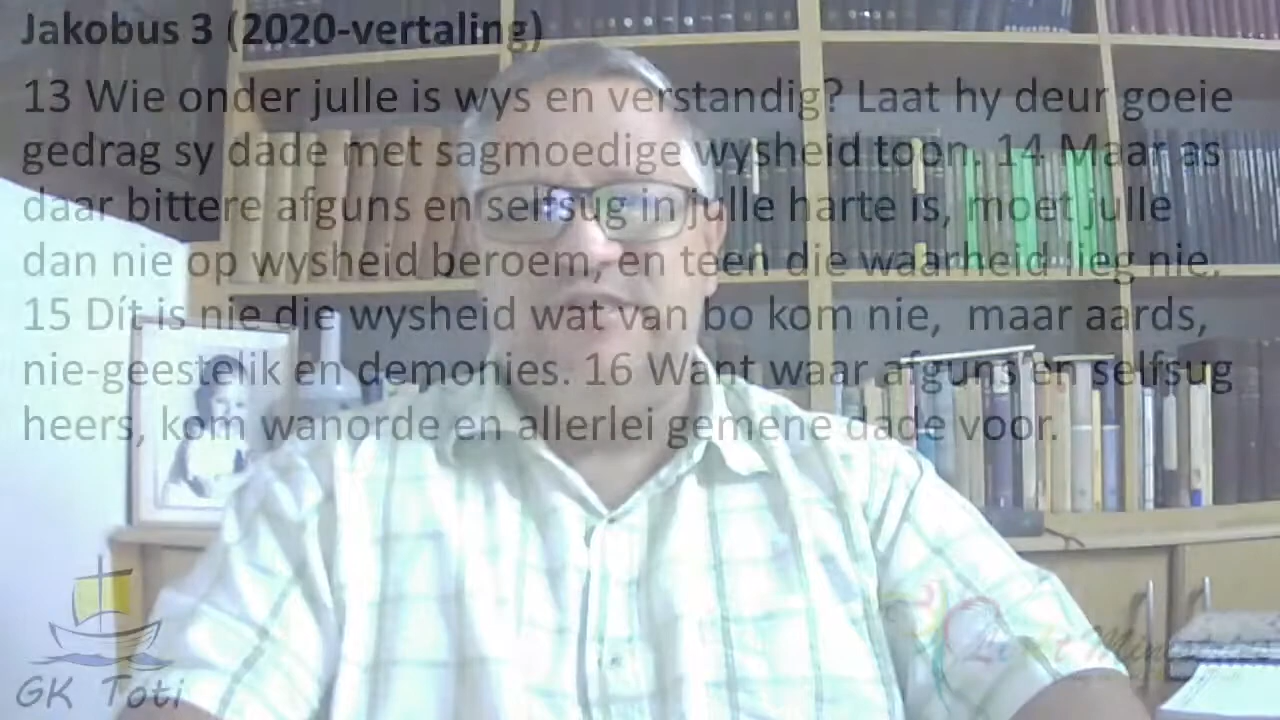 Jakobus 3 (2020-vertaling)
13 Wie onder julle is wys en verstandig? Laat hy deur goeie
gedrag sy dade met sagmoedige wysheid toon. 14 Maar as
daar bittere afguns en selfsug in julle harte is, moet julle
dan nie op wysheid beroem, en teen die waarheid lieg nie.
15 Dít is nie die wysheid wat van bo kom nie, maar aards,
nie-geestelik en demonies. 16 Want waar afguns en selfsug
heers, kom wanorde en allerlei gemene dade voor.
GK Toti